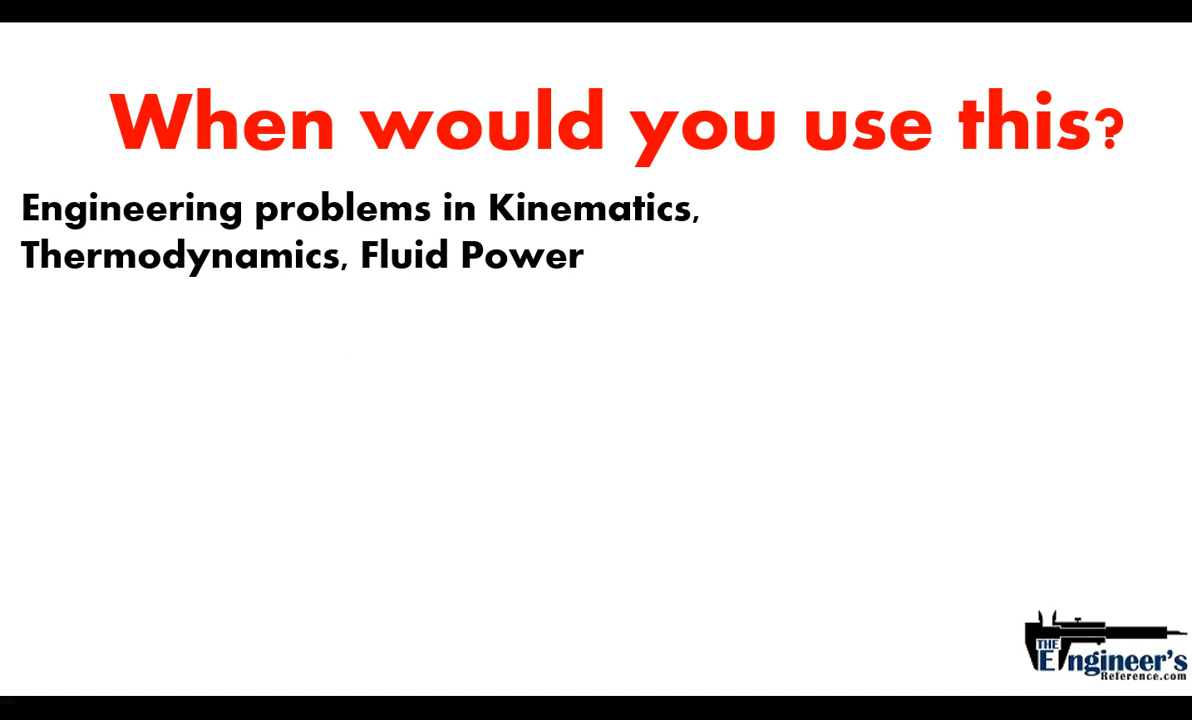 When would you use this?
Engineering problems in Kinematics,
Thermodynamics, Fluid Power
THE
Engineer's
Reference.com